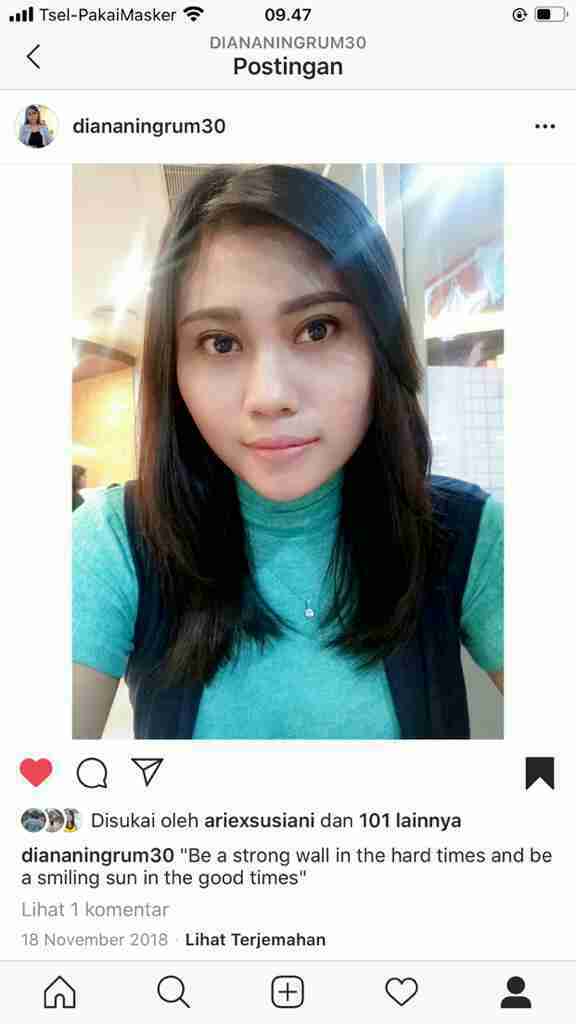 Tsel-PakaiMasker 09.47
DIANANINGRUM30
Postingan
diananingrum30
Disukai oleh ariexsusiani dan 101 lainnya
diananingrum30 "Be a strong wall in the hard times and be
a smiling sun in the good times"
Lihat 1 komentar
18 November 2018 · Lihat Terjemahan